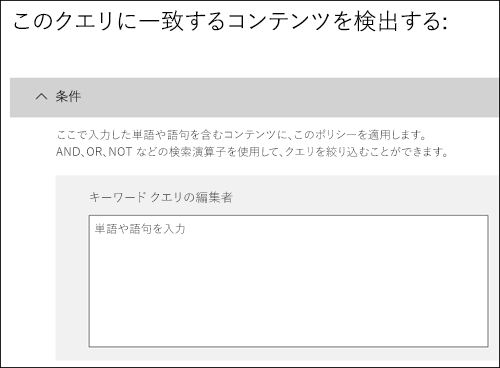 このクエリに一致するコンテンツを検出する:
条件
ここで入力した単語や語句を含むコンテンツに、このポリシーを適用します。
AND、OR、NOT などの検索演算子を使用して、クエリを絞り込むことができます。
キーワード クエリの編集者
単語や語句を入力